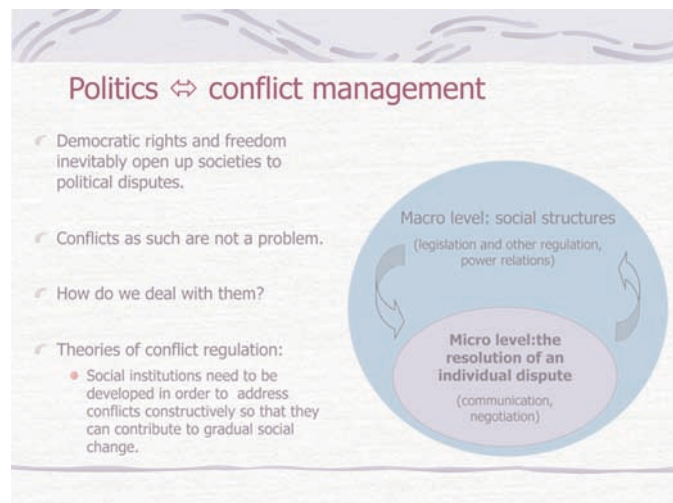 Politics ⇔ conflict management
Democratic rights and freedom
inevitably open up societies to
political disputes.
Conflicts as such are not a problem.
How do we deal with them?
Theories of conflict regulation:
Social institutions need to be
developed in order to address
conflicts constructively so that they
can contribute to gradual social
change.
Macro level: social structures
(legislation and other regulation,
power relations)
Micro level:the
resolution of an
individual dispute
(communication,
negotiation)